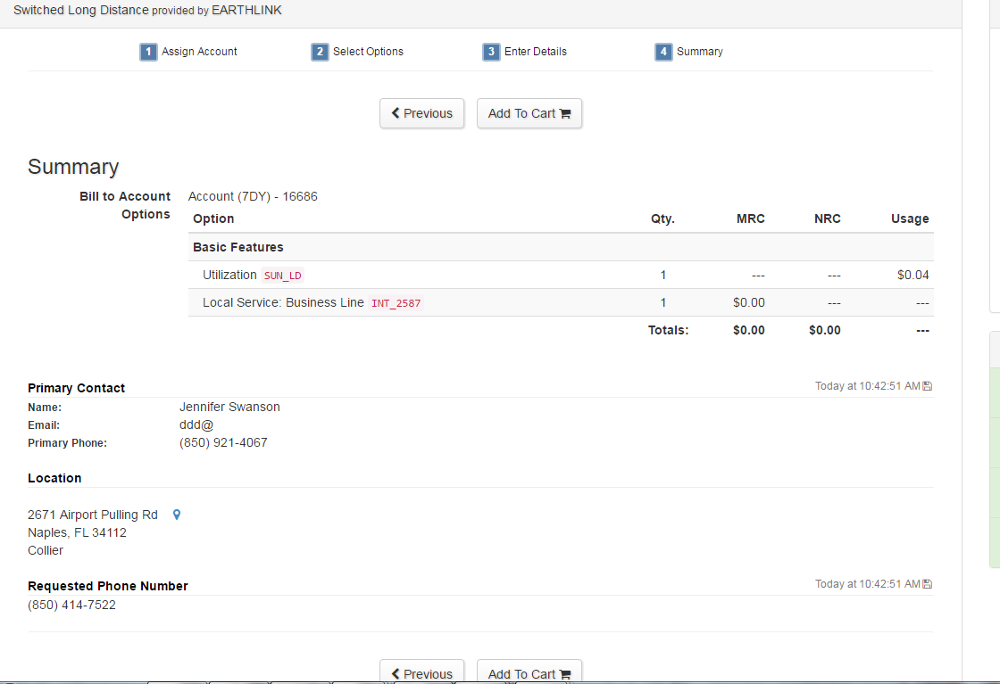 Switched Long Distance provided by EARTHLINK
1 Assign Account 2 Select Options 3 Enter Details 4 Summary
Previous Add To Cart
Summary
Bill to Account Account (7DY) - 16686
Options
Option Qty. MRC NRC Usage
Basic Features
Utilization SUN_LD 1 --- --- $0.04
Local Service: Business Line INT_2587 1 $0.00 --- ---
Totals: $0.00 $0.00 ---
Primary Contact Today at 10:42:51 AM
Name: Jennifer Swanson
Email: ddd@
Primary Phone: (850) 921-4067
Location
2671 Airport Pulling Rd
Naples, FL 34112
Collier
Requested Phone Number Today at 10:42:51 AM
(850) 414-7522
Previous Add To Cart